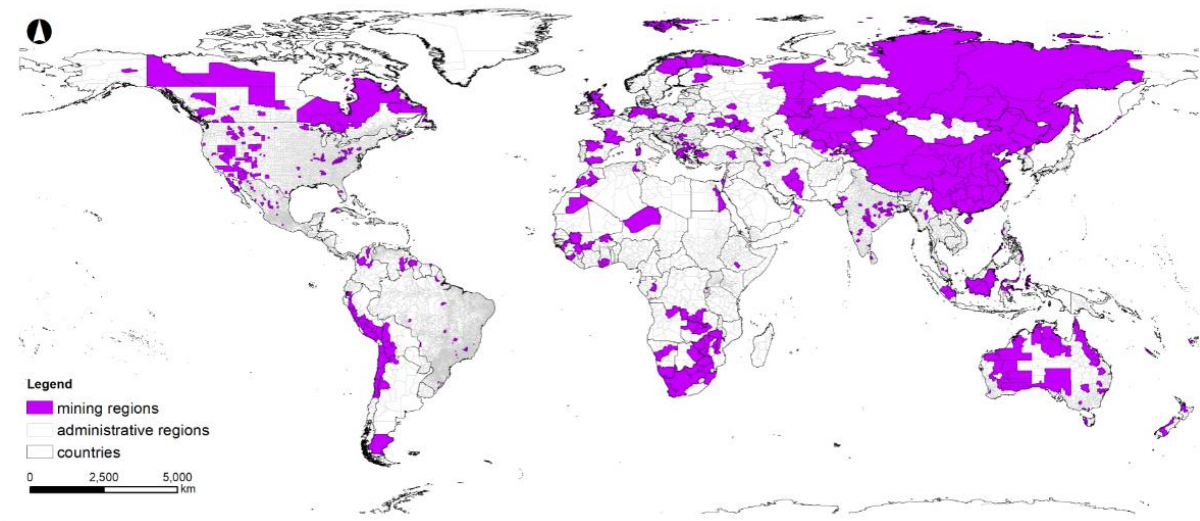 Legend
mining regions
administrative regions
countries
0 2,500 5,000
km